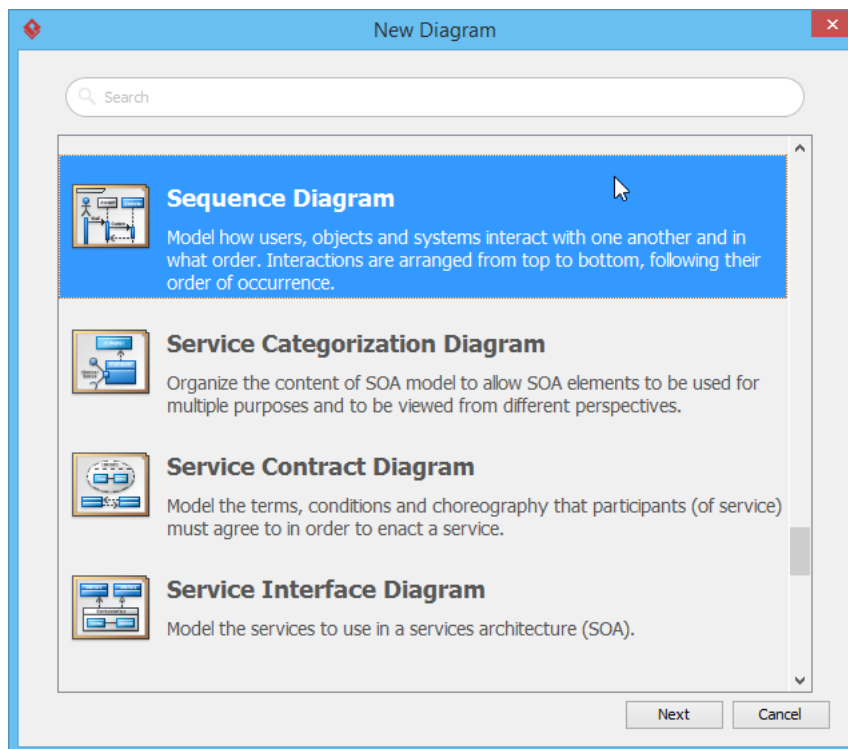 New Diagram
Search
Sequence Diagram
Model how users, objects and systems interact with one another and in
what order. Interactions are arranged from top to bottom, following their
order of occurrence.
Service Categorization Diagram
Organize the content of SOA model to allow SOA elements to be used for
multiple purposes and to be viewed from different perspectives.
Service Contract Diagram
Model the terms, conditions and choreography that participants (of service)
must agree to in order to enact a service.
Service Interface Diagram
Model the services to use in a services architecture (SOA).
Next
Cancel